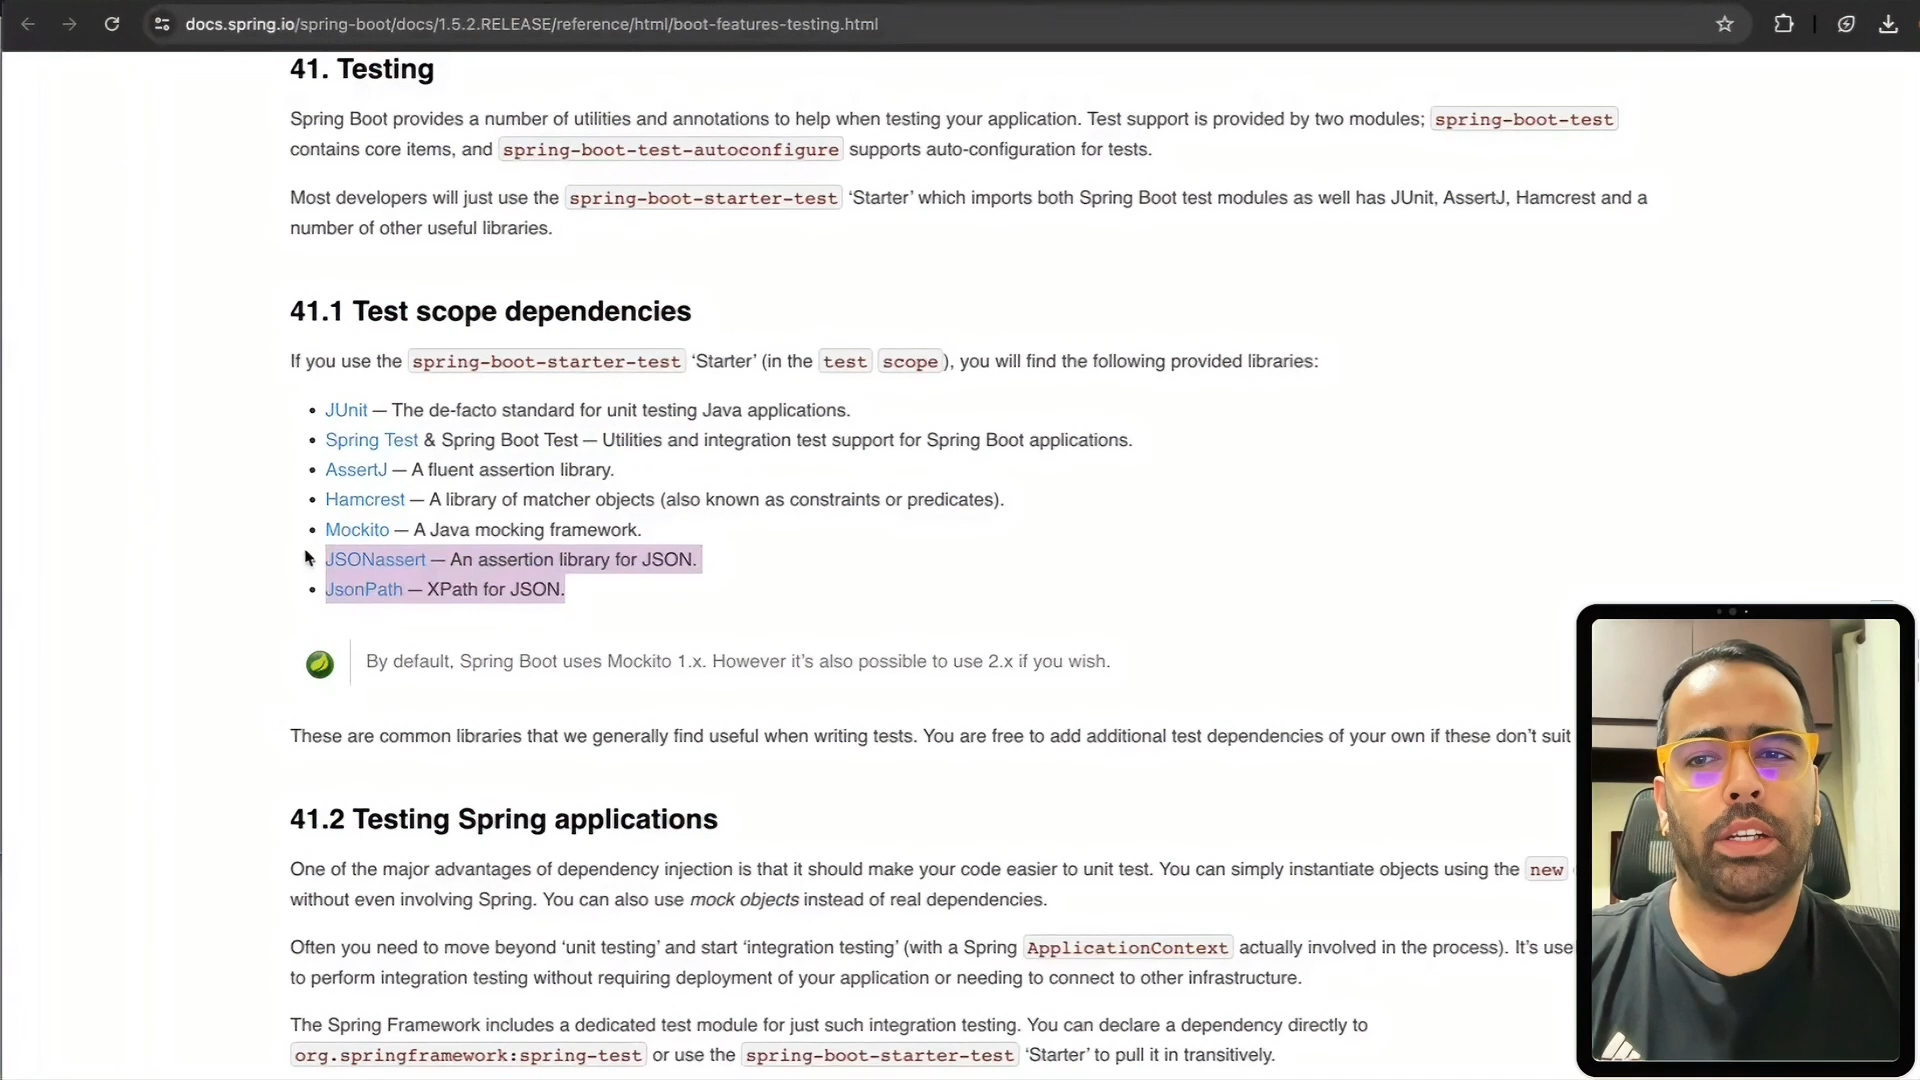 docs.spring.io/spring-boot/docs/1.5.2.RELEASE/reference/html/boot-features-testing.html
41. Testing
Spring Boot provides a number of utilities and annotations to help when testing your application. Test support is provided by two modules; spring-boot-test
contains core items, and spring-boot-test-autoconfigure supports auto-configuration for tests.
Most developers will just use the spring-boot-starter-test ‘Starter’ which imports both Spring Boot test modules as well has JUnit, AssertJ, Hamcrest and a
number of other useful libraries.
41.1 Test scope dependencies
If you use the spring-boot-starter-test ‘Starter’ (in the test scope), you will find the following provided libraries:
• JUnit — The de-facto standard for unit testing Java applications.
• Spring Test & Spring Boot Test — Utilities and integration test support for Spring Boot applications.
• AssertJ — A fluent assertion library.
• Hamcrest — A library of matcher objects (also known as constraints or predicates).
• Mockito — A Java mocking framework.
• JSONassert — An assertion library for JSON.
• JsonPath — XPath for JSON.
By default, Spring Boot uses Mockito 1.x. However it’s also possible to use 2.x if you wish.
These are common libraries that we generally find useful when writing tests. You are free to add additional test dependencies of your own if these don’t suit
41.2 Testing Spring applications
One of the major advantages of dependency injection is that it should make your code easier to unit test. You can simply instantiate objects using the new
without even involving Spring. You can also use mock objects instead of real dependencies.
Often you need to move beyond ‘unit testing’ and start ‘integration testing’ (with a Spring ApplicationContext actually involved in the process). It’s use
to perform integration testing without requiring deployment of your application or needing to connect to other infrastructure.
The Spring Framework includes a dedicated test module for just such integration testing. You can declare a dependency directly to
org.springframework:spring-test or use the spring-boot-starter-test ‘Starter’ to pull it in transitively.